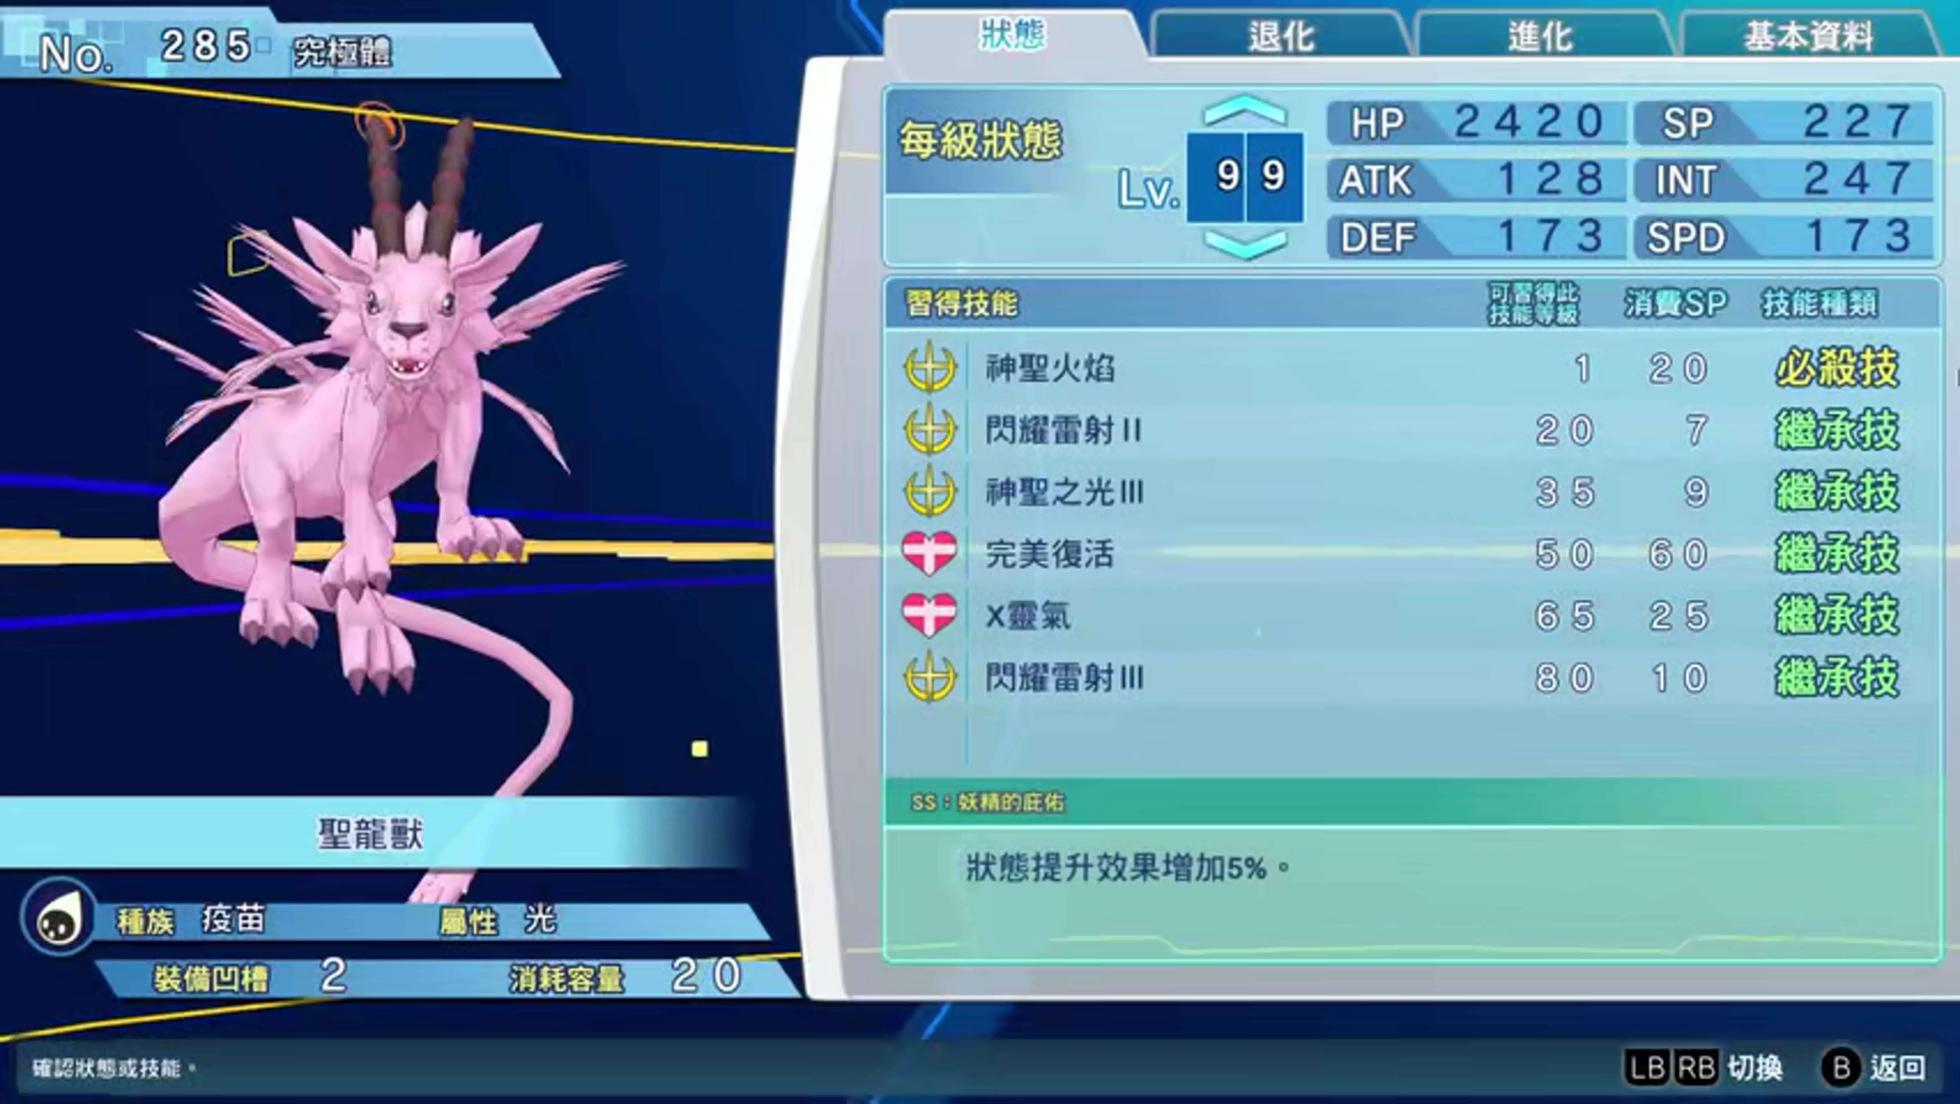 No. 285 究極體
狀態 退化 進化 基本資料
每級狀態 Lv. 99
HP 2420 SP 227
ATK 128 INT 247
DEF 173 SPD 173
習得技能 可習得此技能等級 消費SP 技能種類
神聖火焰 1 20 必殺技
閃耀雷射II 20 7 繼承技
神聖之光III 35 9 繼承技
完美復活 50 60 繼承技
X靈氣 65 25 繼承技
閃耀雷射III 80 10 繼承技
SS：妖精的庇佑
狀態提升效果增加5%。
聖龍獸
種族 疫苗 屬性 光
裝備凹槽 2 消耗容量 20
確認狀態或技能。
LB RB 切換 B 返回